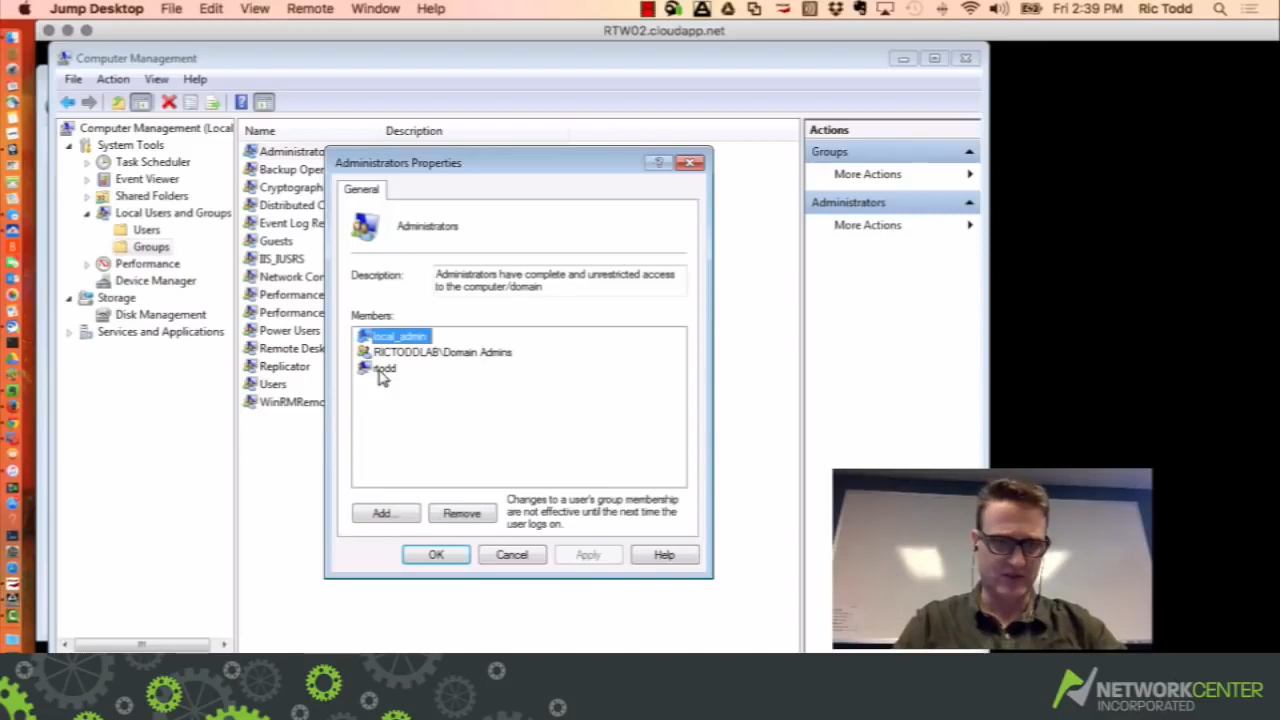 Jump Desktop File Edit View Remote Window Help Fri 2:39 PM Ric Todd
RTW02.cloudapp.net
Computer Management
File Action View Help
Computer Management (Local
System Tools
Task Scheduler
Event Viewer
Shared Folders
Local Users and Groups
Users
Groups
Performance
Device Manager
Storage
Disk Management
Services and Applications
Name Description
Administrato
Backup Oper
Cryptograph
Distributed C
Event Log Re
Guests
IIS_IUSRS
Network Con
Performance
Performance
Power Users
Remote Desk
Replicator
Users
WinRMRemo
Administrators Properties
General
Administrators
Description: Administrators have complete and unrestricted access
to the computer/domain
Members:
local_admin
RICTODDLAB\Domain Admins
Add... Remove
Changes to a user's group membership
are not effective until the next time the
user logs on.
OK Cancel Apply Help
Actions
Groups
More Actions
Administrators
More Actions
NETWORKCENTER
INCORPORATED